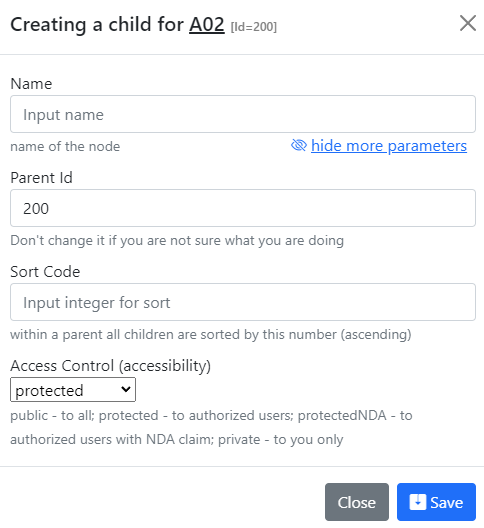 Creating a child for A02 [Id=200]
Name
Input name
name of the node
hide more parameters
Parent Id
200
Don't change it if you are not sure what you are doing
Sort Code
Input integer for sort
within a parent all children are sorted by this number (ascending)
Access Control (accessibility)
protected
public - to all; protected - to authorized users; protectedNDA - to
authorized users with NDA claim; private - to you only
Close
Save